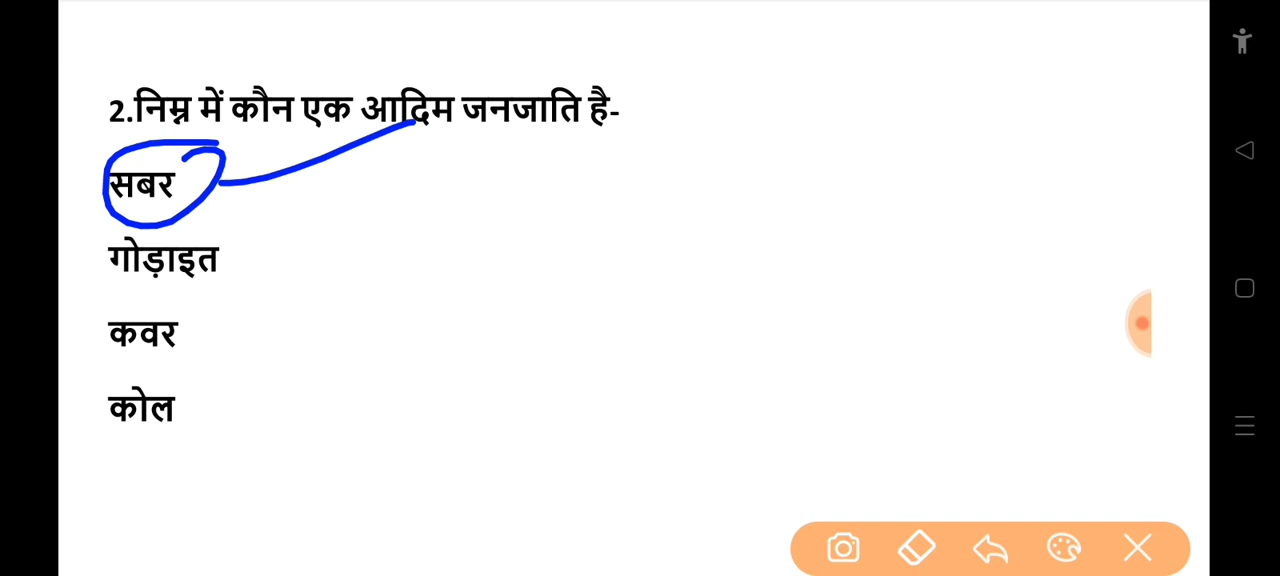 2.निम्न में कौन एक आदिम जनजाति है-
सबर
गोड़ाइत
कवर
कोल